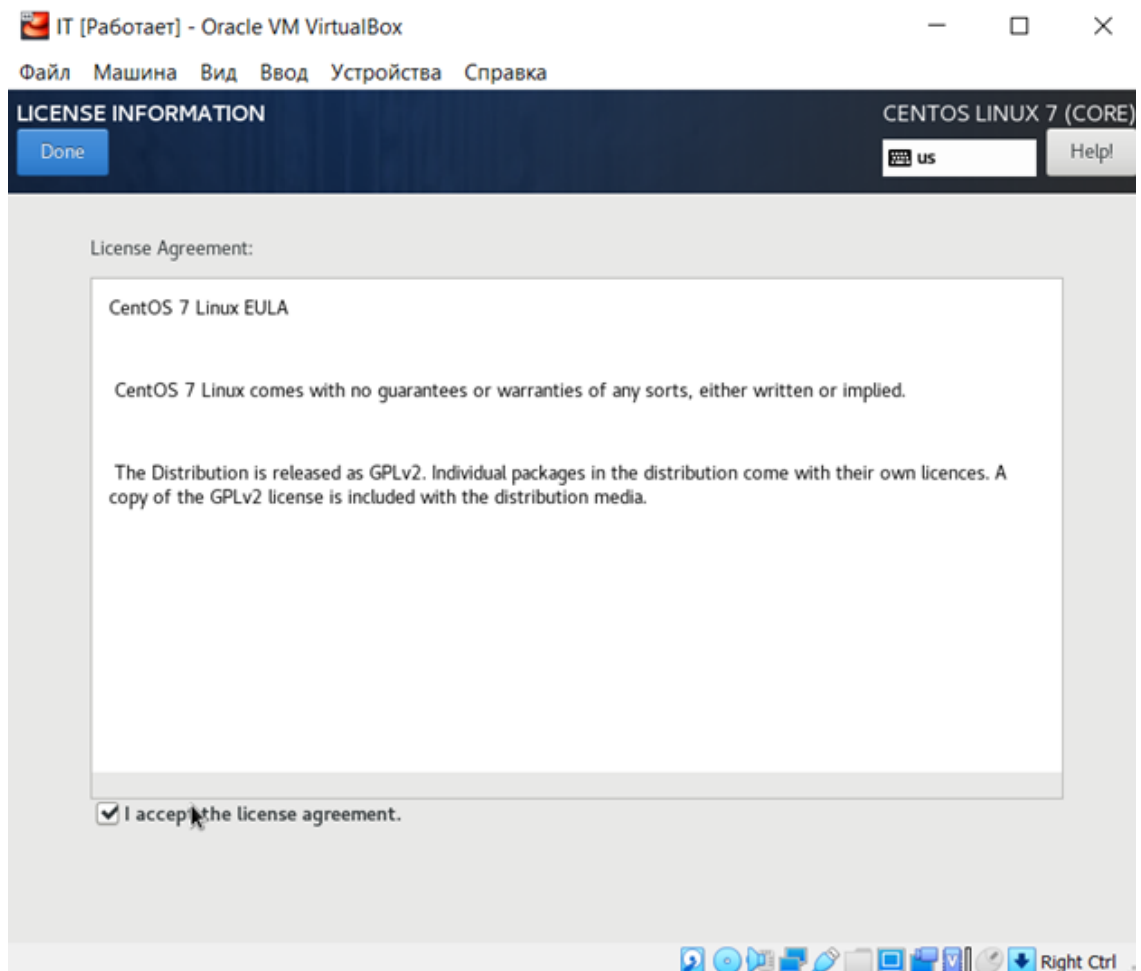 IT [Работает] - Oracle VM VirtualBox
Файл Машина Вид Ввод Устройства Справка
LICENSE INFORMATION
CENTOS LINUX 7 (CORE)
Done
us
Help!
License Agreement:
CentOS 7 Linux EULA
CentOS 7 Linux comes with no guarantees or warranties of any sorts, either written or implied.
The Distribution is released as GPLv2. Individual packages in the distribution come with their own licences. A
copy of the GPLv2 license is included with the distribution media.
I accept the license agreement.
Right Ctrl